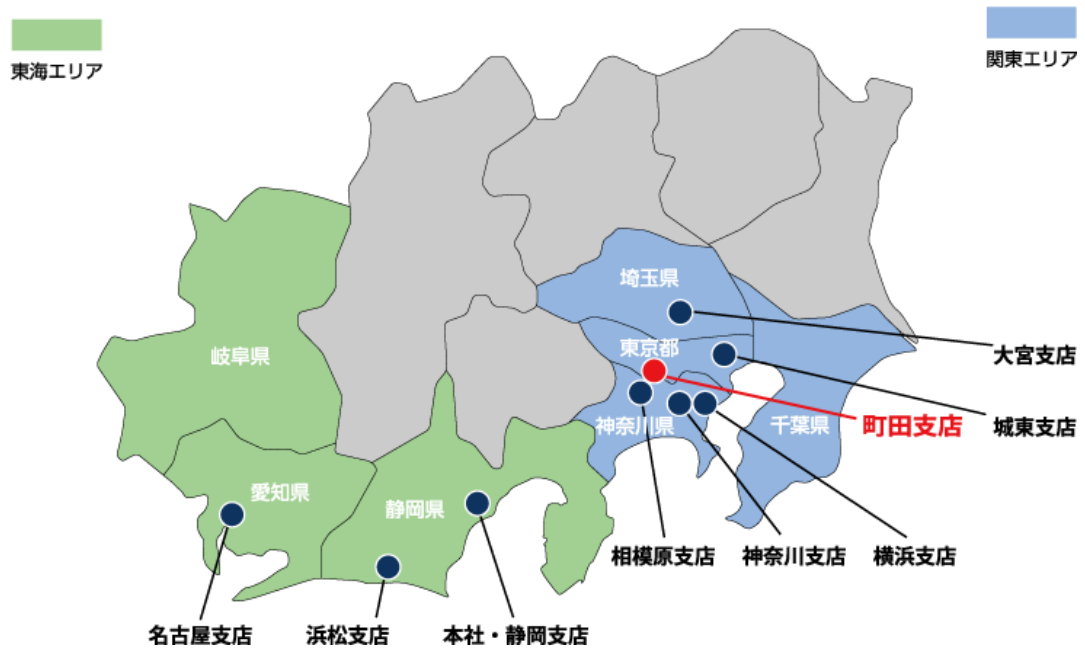 東海エリア
関東エリア
埼玉県
東京都
岐阜県
神奈川県
千葉県
愛知県
静岡県
大宮支店
町田支店
城東支店
相模原支店
神奈川支店
横浜支店
名古屋支店
浜松支店
本社・静岡支店